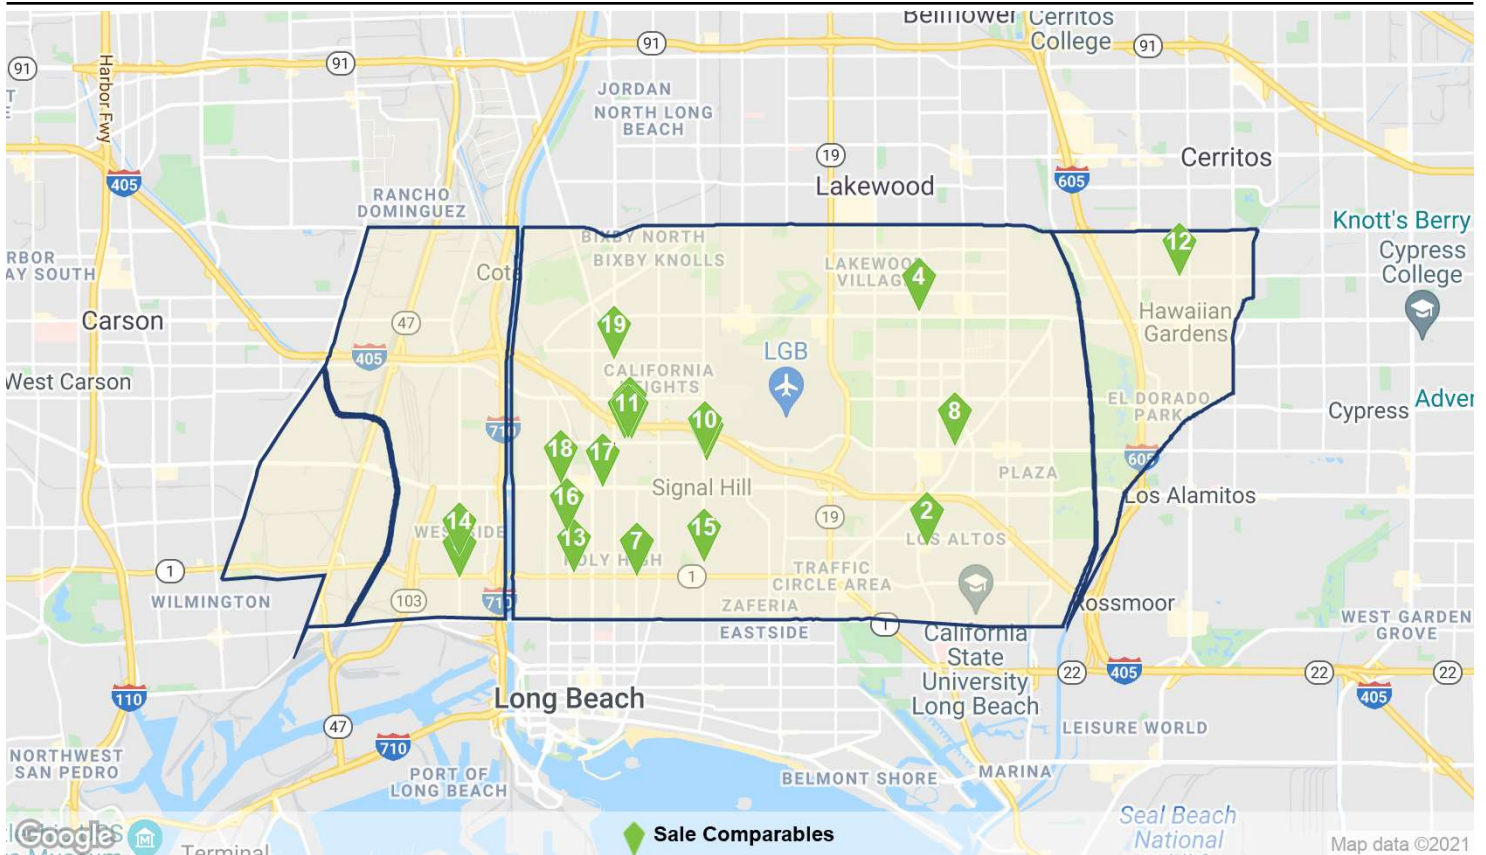 Bellflower
Cerritos
College
91
91
91
91
Harbor Fwy
JORDAN
NORTH LONG
BEACH
19
Cerritos
Lakewood
405
605
RANCHO
DOMINGUEZ
Knott's Berry
Cypress
College
RBOR
AY SOUTH
BIXBY NORTH
BIXBY KNOLLS
12
4
Hawaiian
Gardens
Carson
47
19
405
LGB
CALIFORNIA
West Carson
11
10
8
EL DORADO
PARK
Cypress
Adver
710
18
17
605
PLAZA
Signal Hill
16
Los Alamitos
14
13
7
15
19
2
LOS ALTOS
1
1
TRAFFIC
CIRCLE AREA
WILMINGTON
103
710
ZAFERIA
EASTSIDE
Rossmoor
WEST GARDEN
GROVE
1
California
State
University
Long Beach
22
405
22
22
405
110
Long Beach
47
710
LEISURE WORLD
NORTHWEST
SAN PEDRO
PORT OF
LONG BEACH
BELMONT SHORE
MARINA
Seal Beach
National
Google
Sale Comparables
Terminal
Map data ©2021